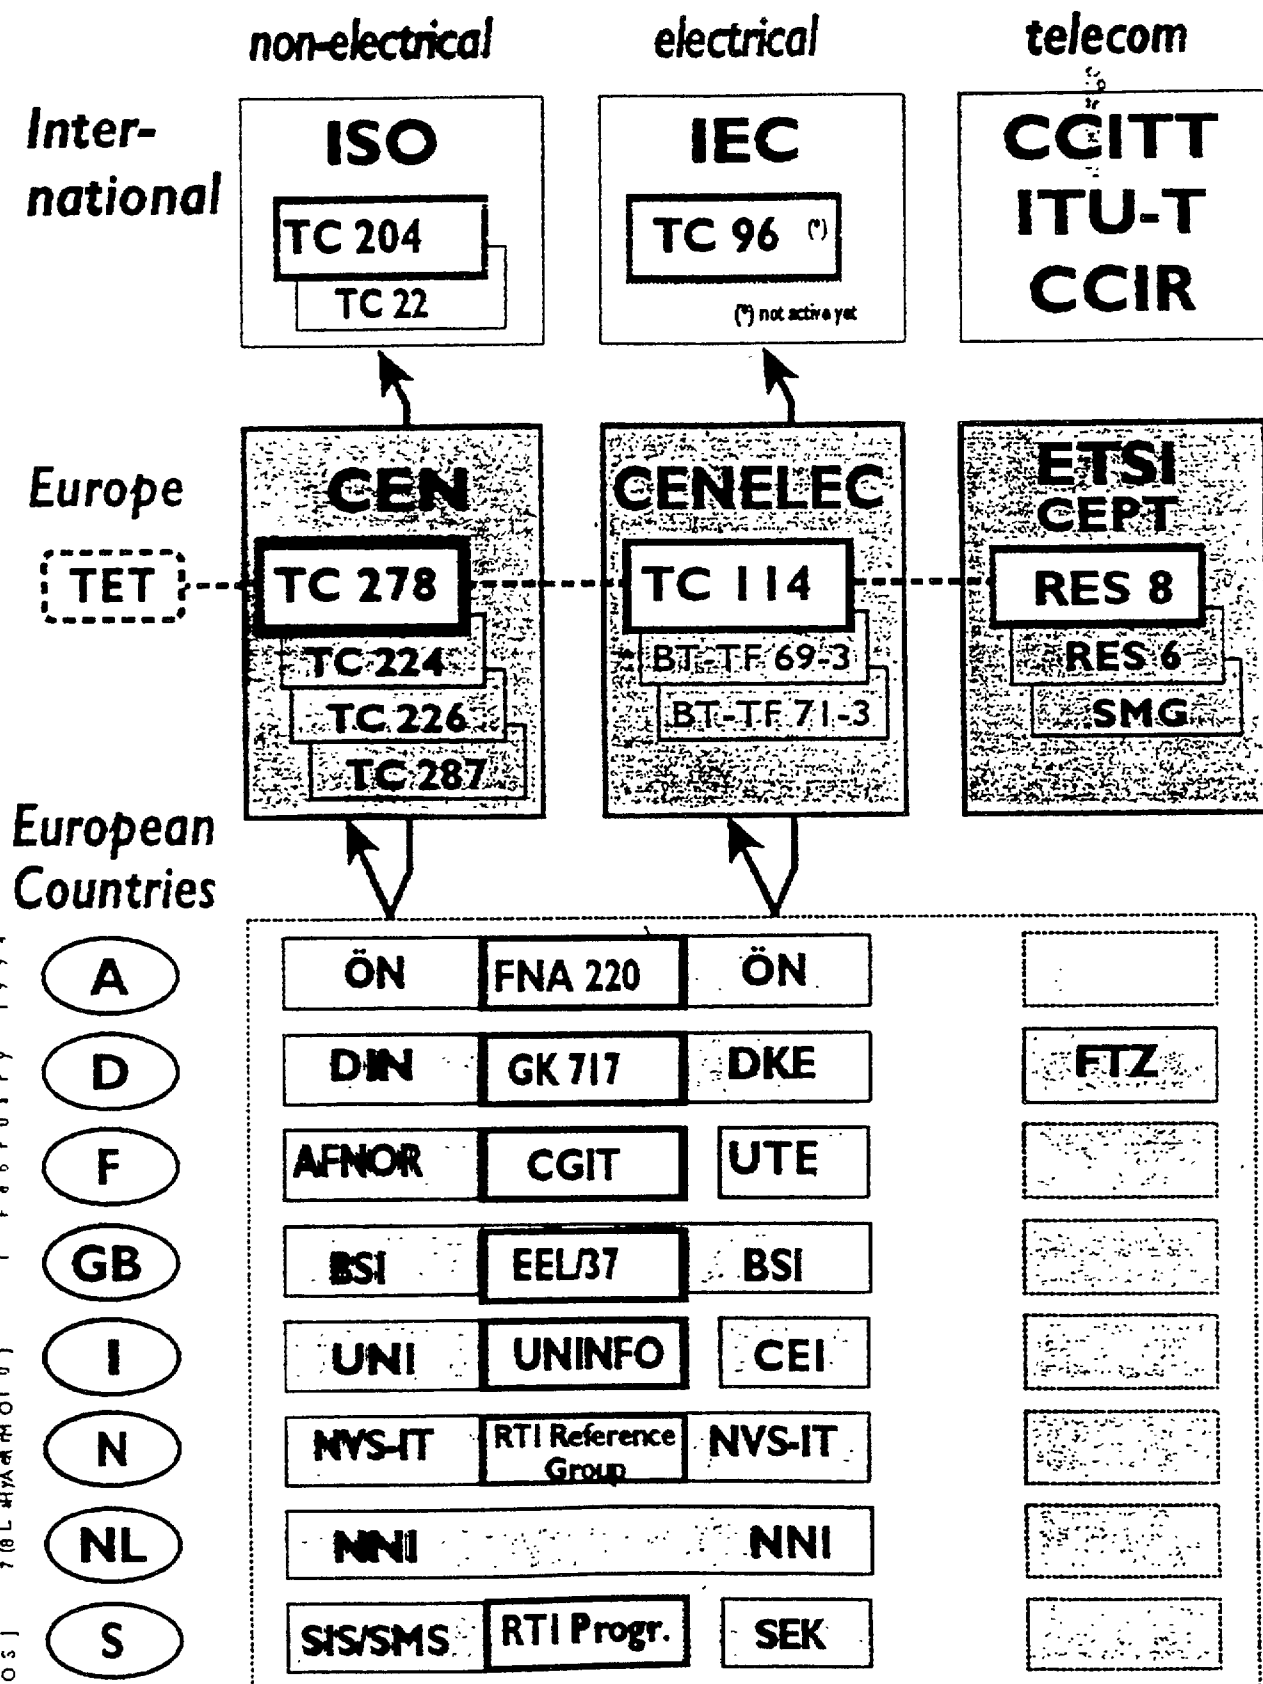 non-electrical electrical telecom
Inter-
national
ISO
TC 204
TC 22
IEC
TC 96 (*)
(*) not active yet
CCITT
ITU-T
CCIR
Europe
TET
CEN
TC 278
TC 224
TC 226
TC 287
CENELEC
TC 114
BT-TF 69-3
BT-TF 71-3
ETSI
CEPT
RES 8
RES 6
SMG
European
Countries
A ÖN FNA 220 ÖN
D DIN GK 717 DKE FTZ
F AFNOR CGIT UTE
GB BSI EEL/37 BSI
I UNI UNINFO CEI
N NVS-IT RTI Reference NVS-IT
Group
NL NNI NNI
S SIS/SMS RTI Progr. SEK